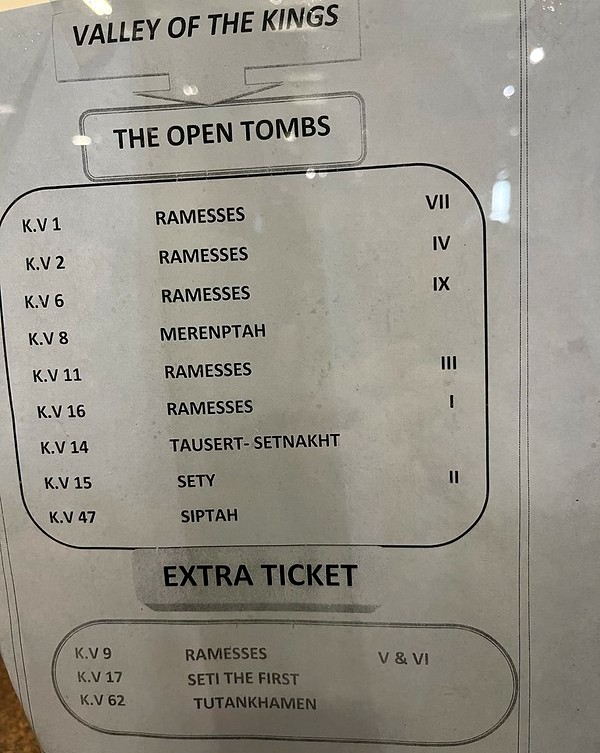 VALLEY OF THE KINGS
THE OPEN TOMBS
K.V 1 RAMESSES VII
K.V 2 RAMESSES IV
K.V 6 RAMESSES IX
K.V 8 MERENPTAH
K.V 11 RAMESSES III
K.V 16 RAMESSES I
K.V 14 TAUSERT- SETNAKHT
K.V 15 SETY II
K.V 47 SIPTAH
EXTRA TICKET
K.V 9 RAMESSES V & VI
K.V 17 SETI THE FIRST
K.V 62 TUTANKHAMEN